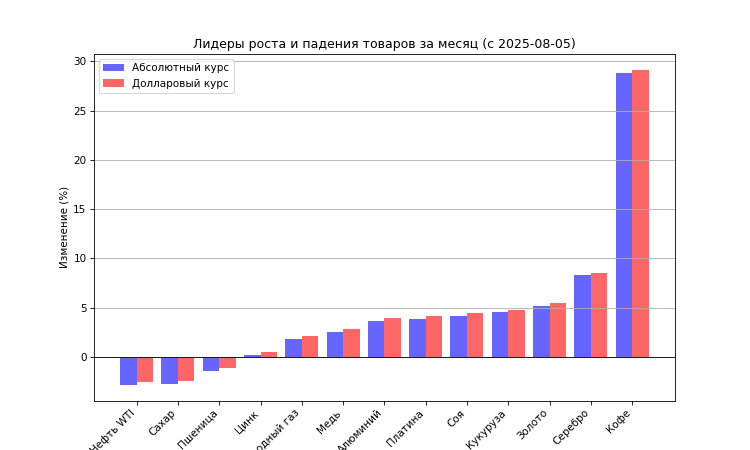 Лидеры роста и падения товаров за месяц (с 2025-08-05)
Абсолютный курс
Долларовый курс
Изменение (%)
30
25
20
15
10
5
0
Нефть WTI
Сахар
Пшеница
Цинк
одный газ
Медь
Алюминий
Платина
Соя
Кукуруза
Золото
Серебро
Кофе